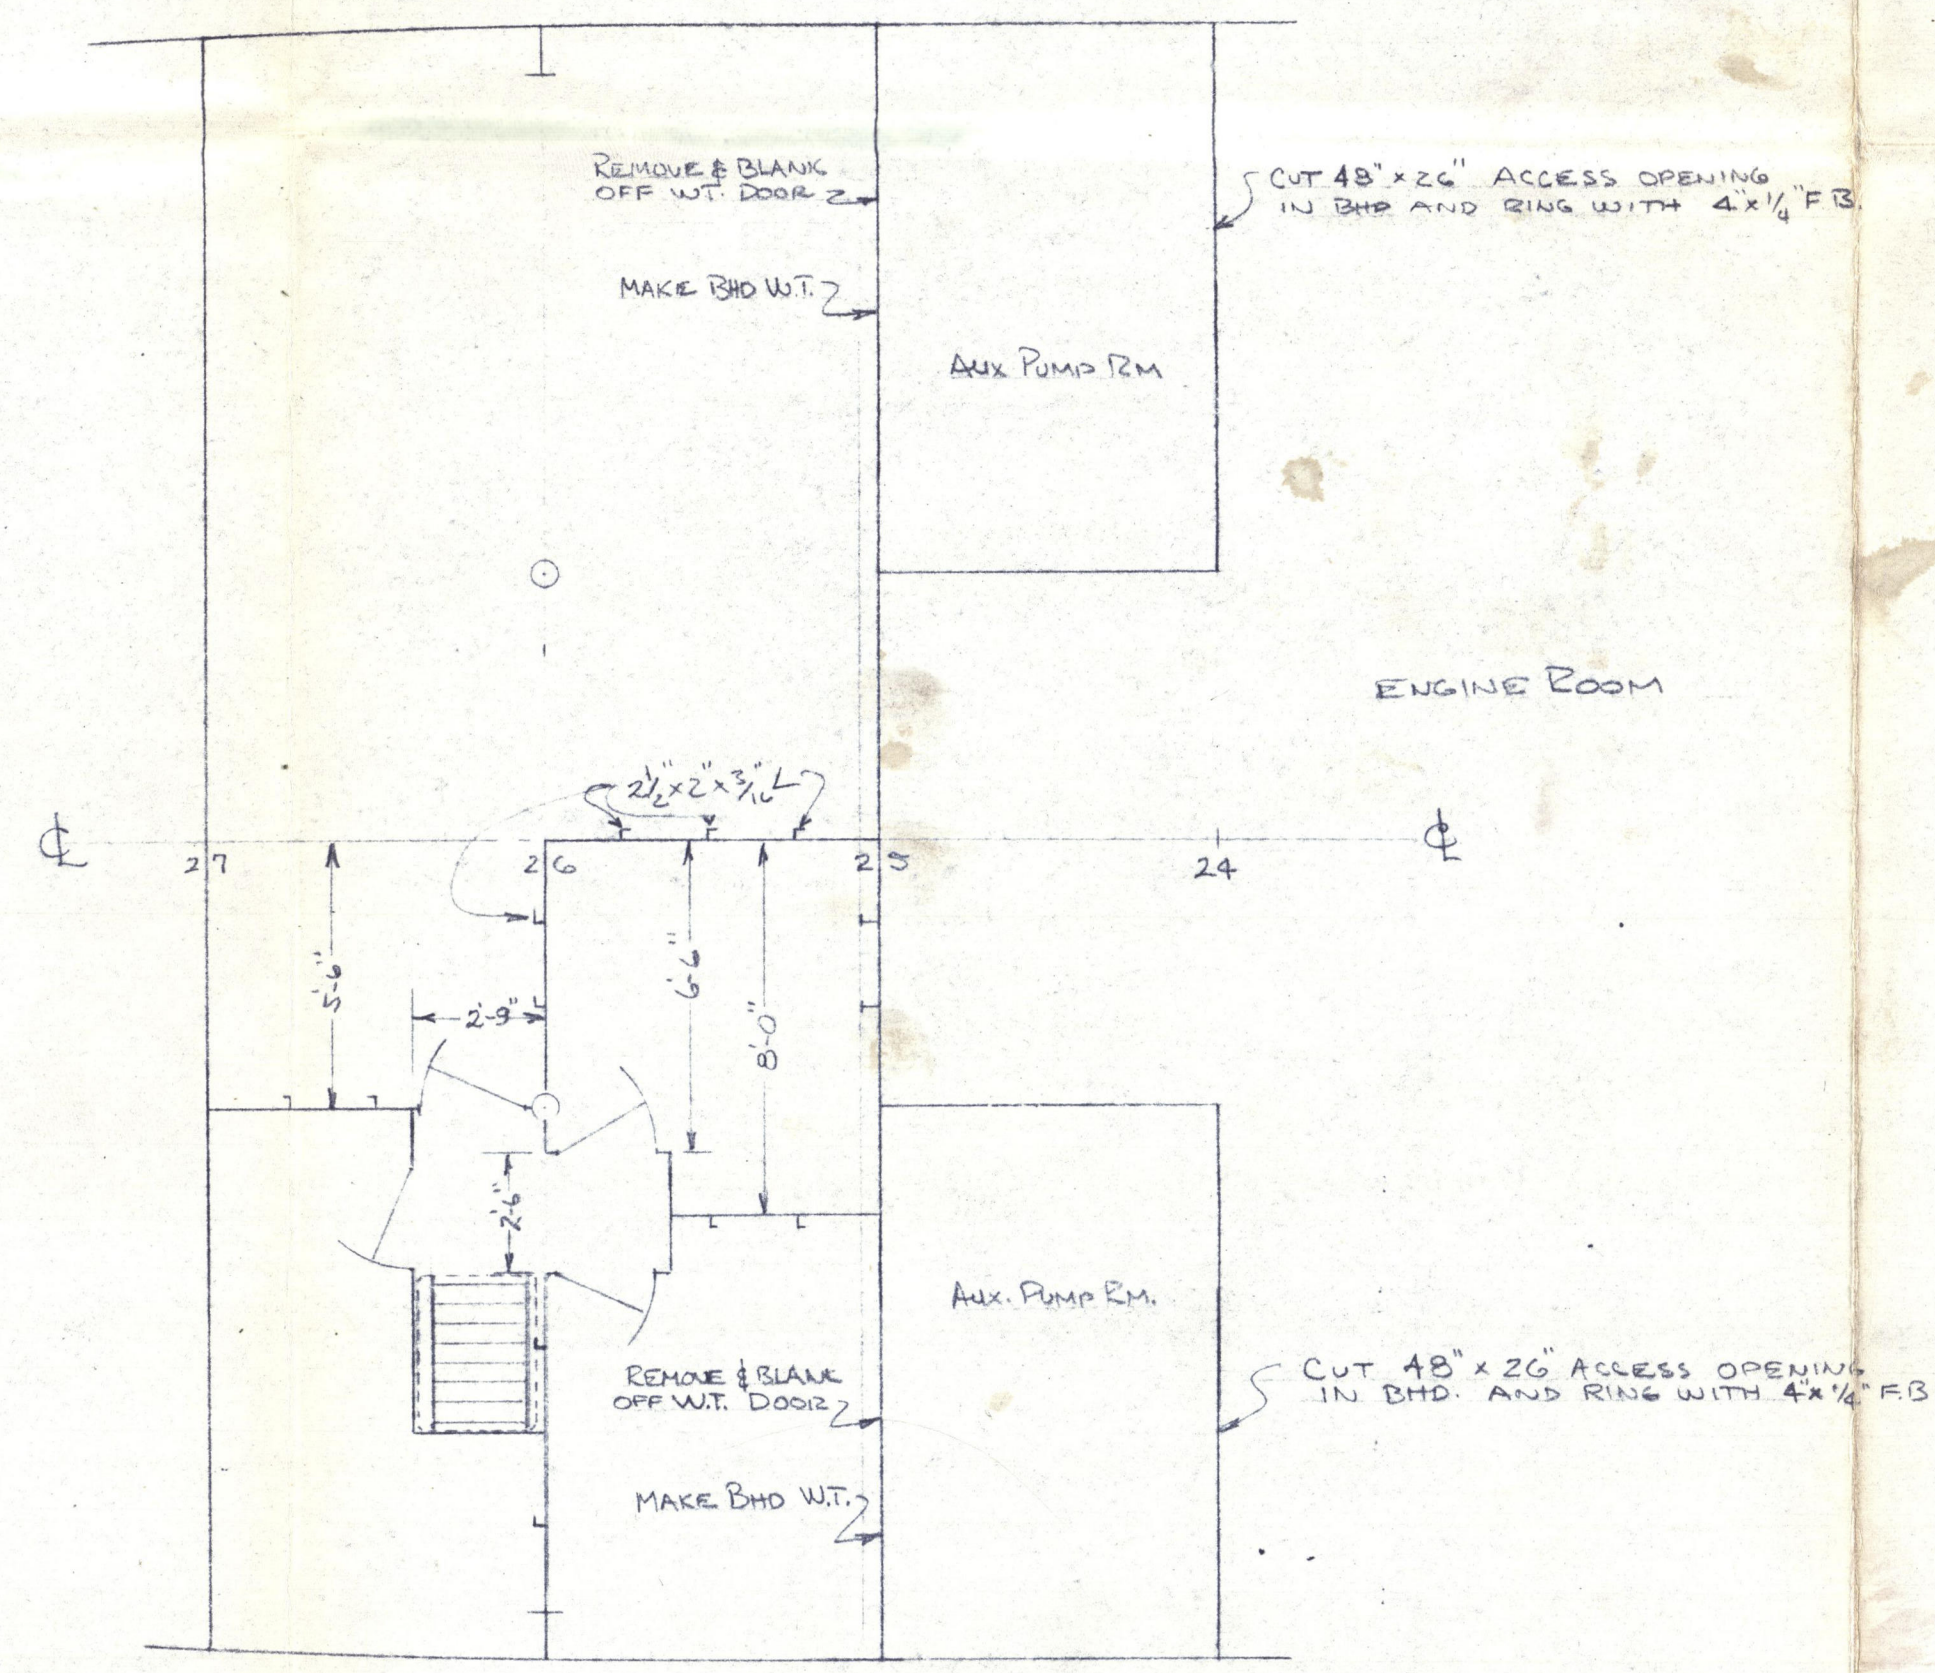 REMOVE & BLANK
OFF W.T. DOOR
CUT 48" x 26" ACCESS OPENING
IN BHD AND RING WITH 4"x 1/4" F.B.
MAKE BHD W.T.
AUX PUMP RM
ENGINE ROOM
2 1/2" x 2" x 3/16" L
℄
℄
27
26
25
24
5'-6"
6'-6"
2'-9"
8'-0"
2'-6"
AUX. PUMP RM.
REMOVE & BLANK
OFF W.T. DOOR
CUT 48" x 26" ACCESS OPENING
IN BHD. AND RING WITH 4"x 1/4" F.B
MAKE BHD W.T.